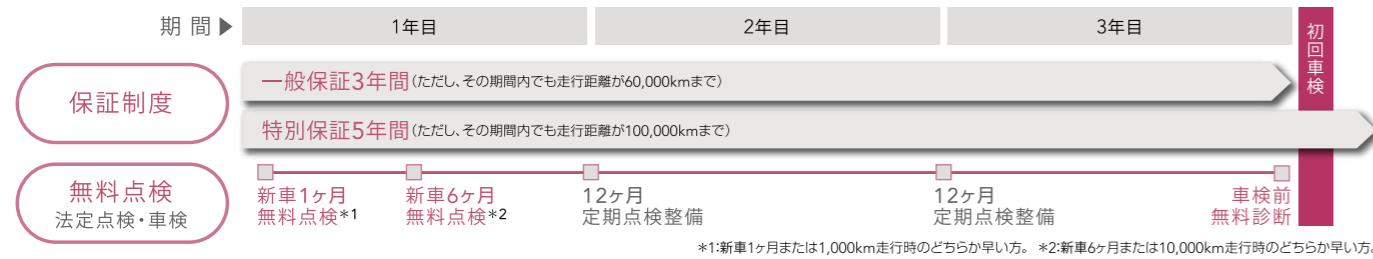 期間▶ 1年目 2年目 3年目 初回車検
保証制度
一般保証3年間(ただし、その期間内でも走行距離が60,000kmまで)
特別保証5年間(ただし、その期間内でも走行距離が100,000kmまで)
無料点検
法定点検・車検
新車1ヶ月
無料点検*1
新車6ヶ月
無料点検*2
12ヶ月
定期点検整備
12ヶ月
定期点検整備
車検前
無料診断
*1:新車1ヶ月または1,000km走行時のどちらか早い方。 *2:新車6ヶ月または10,000km走行時のどちらか早い方。